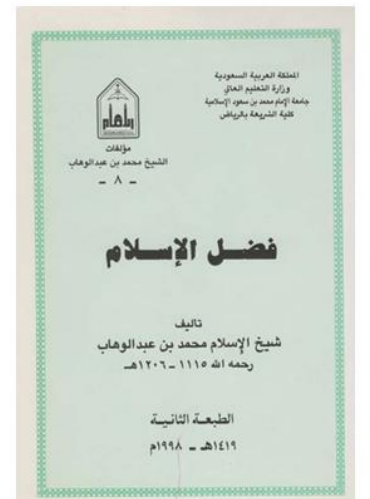 المملكة العربية السعودية
وزارة التعليم العالي
جامعة الإمام محمد بن سعود الإسلامية
كلية الشريعة بالرياض
مؤلفات
الشيخ محمد بن عبدالوهاب
- ٨ -
فضل الإسلام
تأليف
شيخ الإسلام محمد بن عبدالوهاب
رحمه الله ١١١٥ - ١٢٠٦هـ
الطبعة الثانية
١٤١٩هـ - ١٩٩٨م